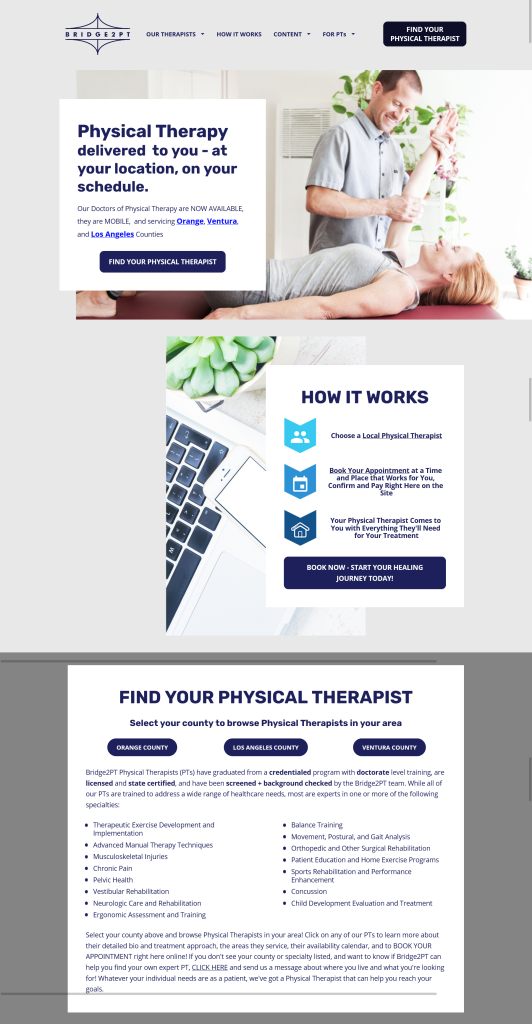 BRIDGE2PT
OUR THERAPISTS
HOW IT WORKS
CONTENT
FOR PTs
FIND YOUR
PHYSICAL THERAPIST
Physical Therapy
delivered to you - at
your location, on your
schedule.
Our Doctors of Physical Therapy are NOW AVAILABLE,
they are MOBILE, and servicing Orange, Ventura,
and Los Angeles Counties
FIND YOUR PHYSICAL THERAPIST
HOW IT WORKS
Choose a Local Physical Therapist
Book Your Appointment at a Time
and Place that Works for You,
Confirm and Pay Right Here on the
Site
Your Physical Therapist Comes to
You with Everything They'll Need
for Your Treatment
BOOK NOW - START YOUR HEALING
JOURNEY TODAY!
FIND YOUR PHYSICAL THERAPIST
Select your county to browse Physical Therapists in your area
ORANGE COUNTY
LOS ANGELES COUNTY
VENTURA COUNTY
Bridge2PT Physical Therapists (PTs) have graduated from a credentialed program with doctorate level training, are
licensed and state certified, and have been screened + background checked by the Bridge2PT team. While all of
our PTs are trained to address a wide range of healthcare needs, most are experts in one or more of the following
specialties:
Therapeutic Exercise Development and
Implementation
Advanced Manual Therapy Techniques
Musculoskeletal Injuries
Chronic Pain
Pelvic Health
Vestibular Rehabilitation
Neurologic Care and Rehabilitation
Ergonomic Assessment and Training
Balance Training
Movement, Postural, and Gait Analysis
Orthopedic and Other Surgical Rehabilitation
Patient Education and Home Exercise Programs
Sports Rehabilitation and Performance
Enhancement
Concussion
Child Development Evaluation and Treatment
Select your county above and browse Physical Therapists in your area! Click on any of our PTs to learn more about
their detailed bio and treatment approach, the areas they service, their availability calendar, and to BOOK YOUR
APPOINTMENT right here online! If you don't see your county or specialty listed, and want to know if Bridge2PT can
help you find your own expert PT, CLICK HERE and send us a message about where you live and what you're looking
for! Whatever your individual needs are as a patient, we've got a Physical Therapist that can help you reach your
goals.